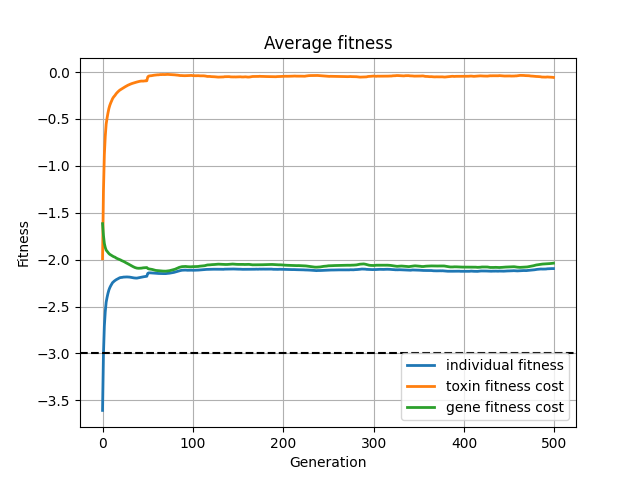 Average fitness
Fitness
0.0
−0.5
−1.0
−1.5
−2.0
−2.5
−3.0
−3.5
individual fitness
toxin fitness cost
gene fitness cost
0 100 200 300 400 500
Generation